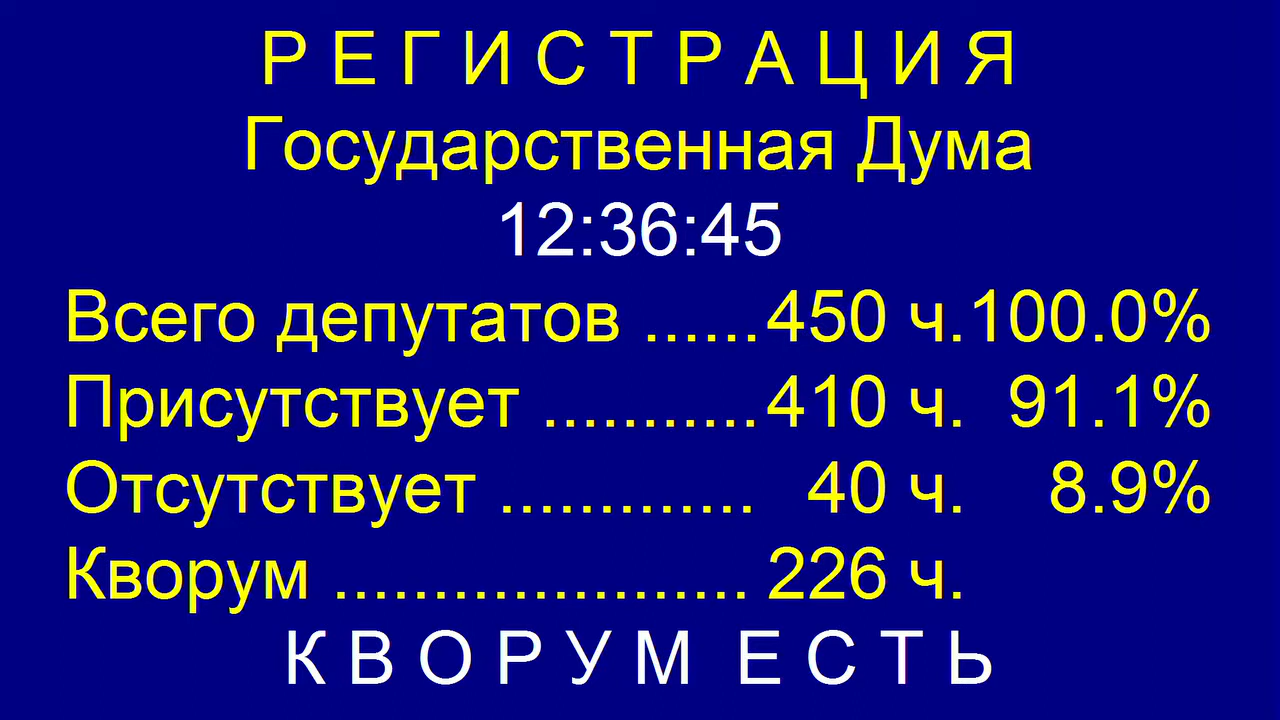 Р Е Г И С Т Р А Ц И Я
Государственная Дума
12:36:45
Всего депутатов ......450 ч.100.0%
Присутствует ...........410 ч. 91.1%
Отсутствует ............. 40 ч. 8.9%
Кворум ..................... 226 ч.
К В О Р У М Е С Т Ь